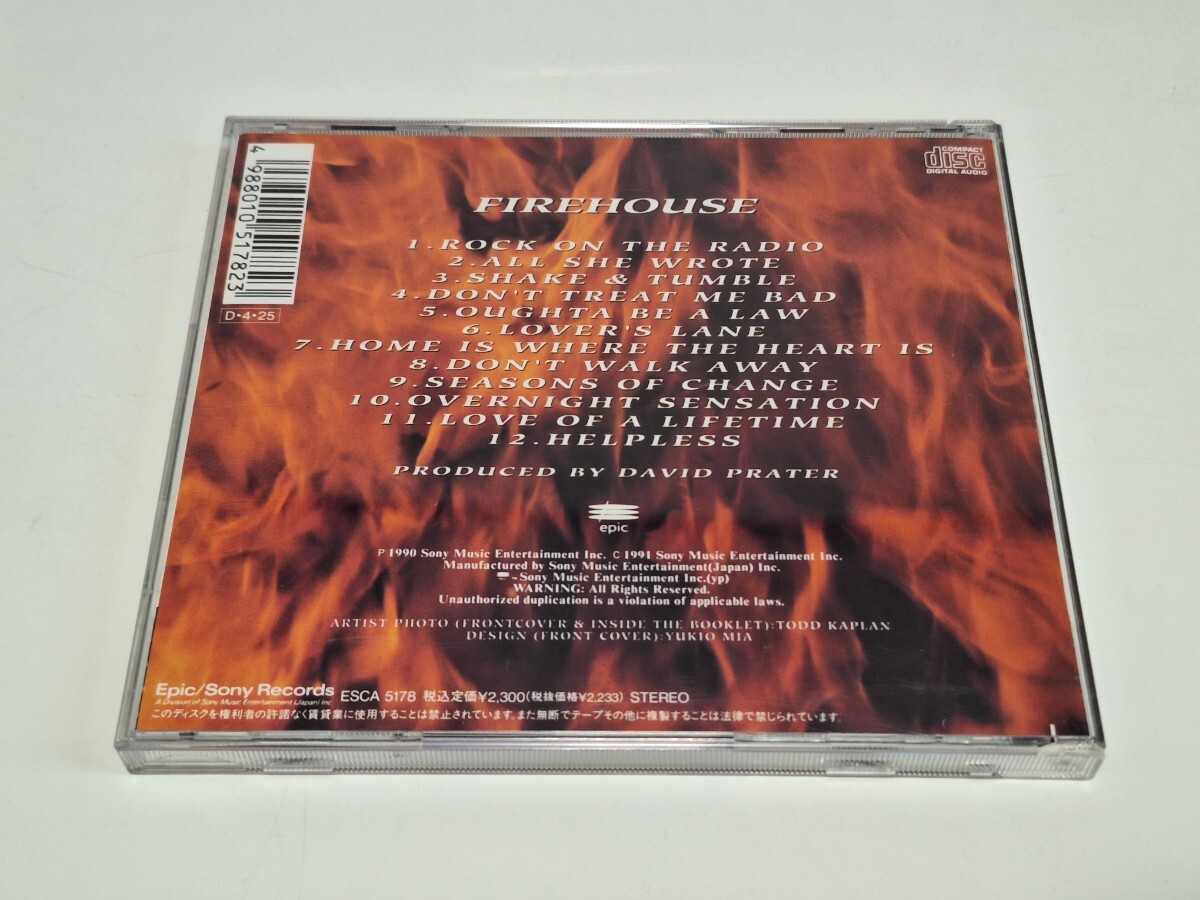 4 988010 517823
D・4・25
COMPACT
disc
DIGITAL AUDIO
FIREHOUSE
1.ROCK ON THE RADIO
2.ALL SHE WROTE
3.SHAKE & TUMBLE
4.DON'T TREAT ME BAD
5.OUGHTA BE A LAW
6.LOVER'S LANE
7.HOME IS WHERE THE HEART IS
8.DON'T WALK AWAY
9.SEASONS OF CHANGE
10.OVERNIGHT SENSATION
11.LOVE OF A LIFETIME
12.HELPLESS
PRODUCED BY DAVID PRATER
epic
℗ 1990 Sony Music Entertainment Inc. © 1991 Sony Music Entertainment Inc.
Manufactured by Sony Music Entertainment(Japan) Inc.
~Sony Music Entertainment Inc.(yp)
WARNING: All Rights Reserved.
Unauthorized duplication is a violation of applicable laws.
ARTIST PHOTO (FRONTCOVER & INSIDE THE BOOKLET):TODD KAPLAN
DESIGN (FRONT COVER):YUKIO MIA
Epic/Sony Records ESCA 5178 税込定価¥2,300(税抜価格¥2,233) STEREO
A Division of Sony Music Entertainment (Japan) Inc.
このディスクを権利者の許諾なく賃貸業に使用することは禁止されています。また無断でテープその他に複製することは法律で禁じられています。